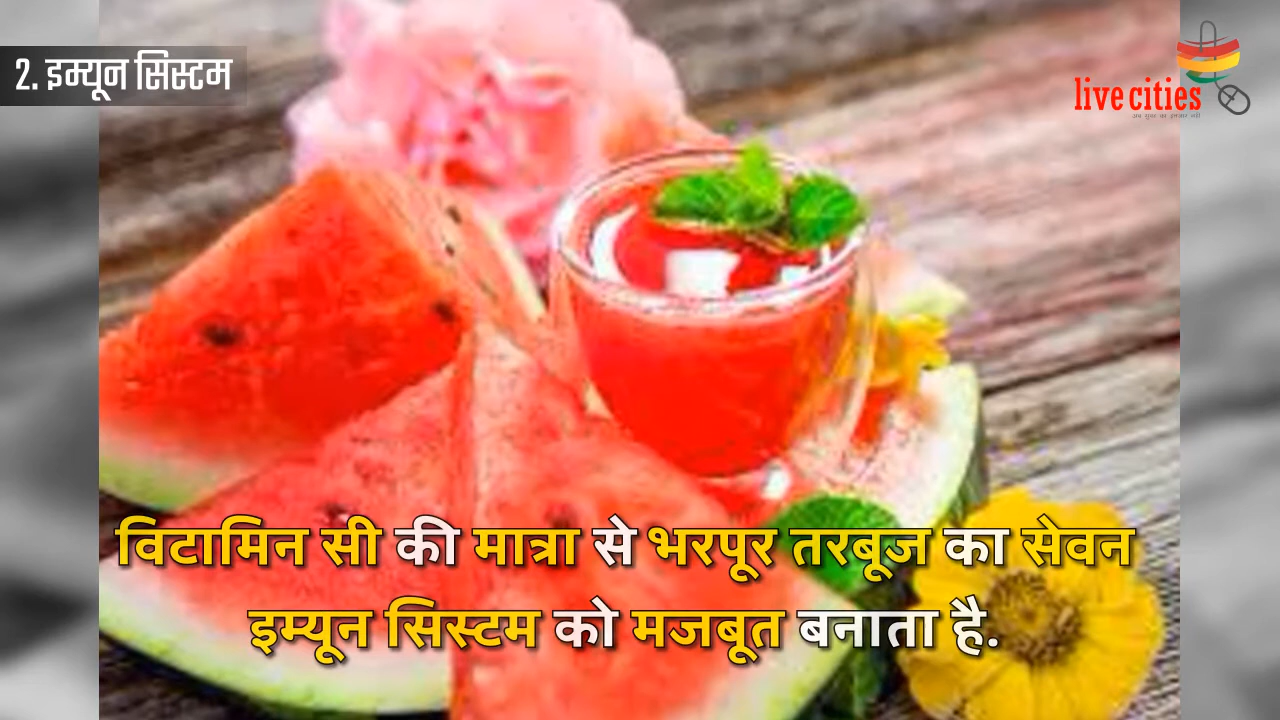 2. इम्यून सिस्टम
live cities
विटामिन सी की मात्रा से भरपूर तरबूज का सेवन
इम्यून सिस्टम को मजबूत बनाता है.